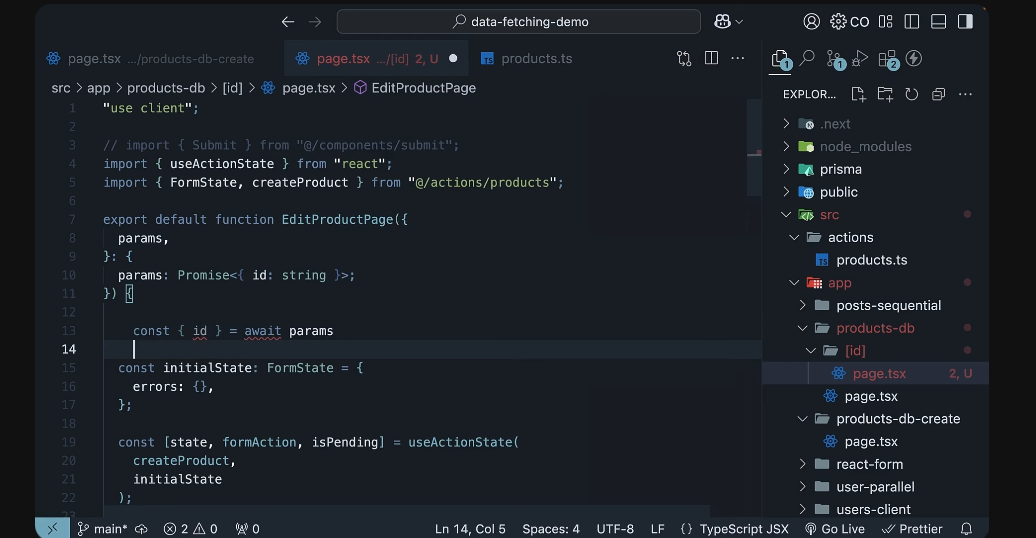 data-fetching-demo
CO
page.tsx .../products-db-create
page.tsx .../[id] 2, U
products.ts
src > app > products-db > [id] > page.tsx > EditProductPage
1 "use client";
2
3 // import { Submit } from "@/components/submit";
4 import { useActionState } from "react";
5 import { FormState, createProduct } from "@/actions/products";
6
7 export default function EditProductPage({
8 params,
9 }: {
10 params: Promise<{ id: string }>;
11 }) {
12
13 const { id } = await params
14
15 const initialState: FormState = {
16 errors: {},
17 };
18
19 const [state, formAction, isPending] = useActionState(
20 createProduct,
21 initialState
22 );
23
1
1
2
EXPLOR...
.next
node_modules
prisma
public
src
actions
products.ts
app
posts-sequential
products-db
[id]
page.tsx 2, U
page.tsx
products-db-create
page.tsx
react-form
user-parallel
users-client
main* 2 0 0 Ln 14, Col 5 Spaces: 4 UTF-8 LF {} TypeScript JSX Go Live Prettier